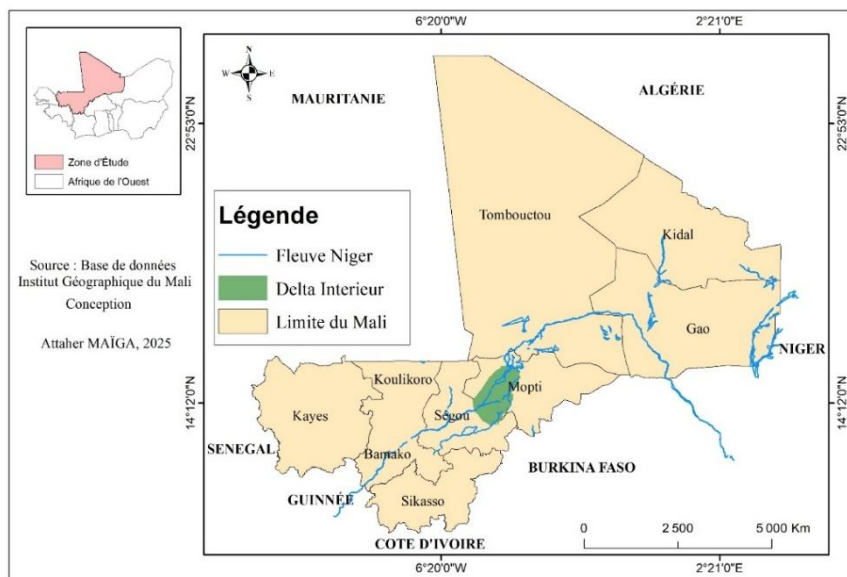 6°20'0"W
2°21'0"E
N
W
E
S
MAURITANIE
ALGÉRIE
22°53'0"N
22°53'0"N
Zone d'Étude
Afrique de l'Ouest
Légende
Fleuve Niger
Delta Interieur
Limite du Mali
Source : Base de données
Institut Géographique du Mali
Conception
Attaher MAÏGA, 2025
Tombouctou
Kidal
Gao
NIGER
Koulikoro
Mopti
Kayes
Ségou
14°12'0"N
14°12'0"N
SENEGAL
Bamako
BURKINA FASO
GUINNÉE
Sikasso
COTE D'IVOIRE
0
2 500
5 000 Km
6°20'0"W
2°21'0"E